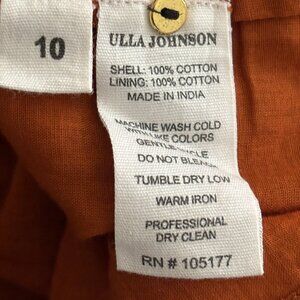 10
ULLA JOHNSON
SHELL: 100% COTTON
LINING: 100% COTTON
MADE IN INDIA
MACHINE WASH COLD
WITH LIKE COLORS
GENTLE CYCLE
DO NOT BLEACH
TUMBLE DRY LOW
WARM IRON
PROFESSIONAL
DRY CLEAN
RN # 105177